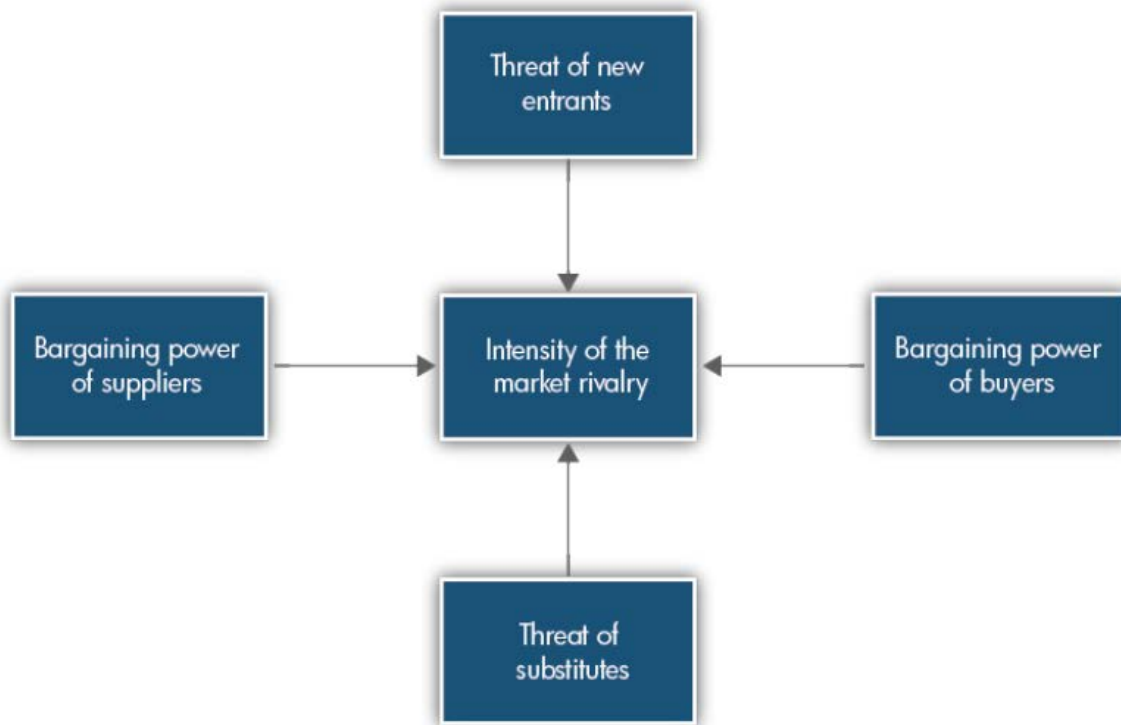 Threat of new
entrants
Bargaining power
of suppliers
Intensity of the
market rivalry
Bargaining power
of buyers
Threat of
substitutes